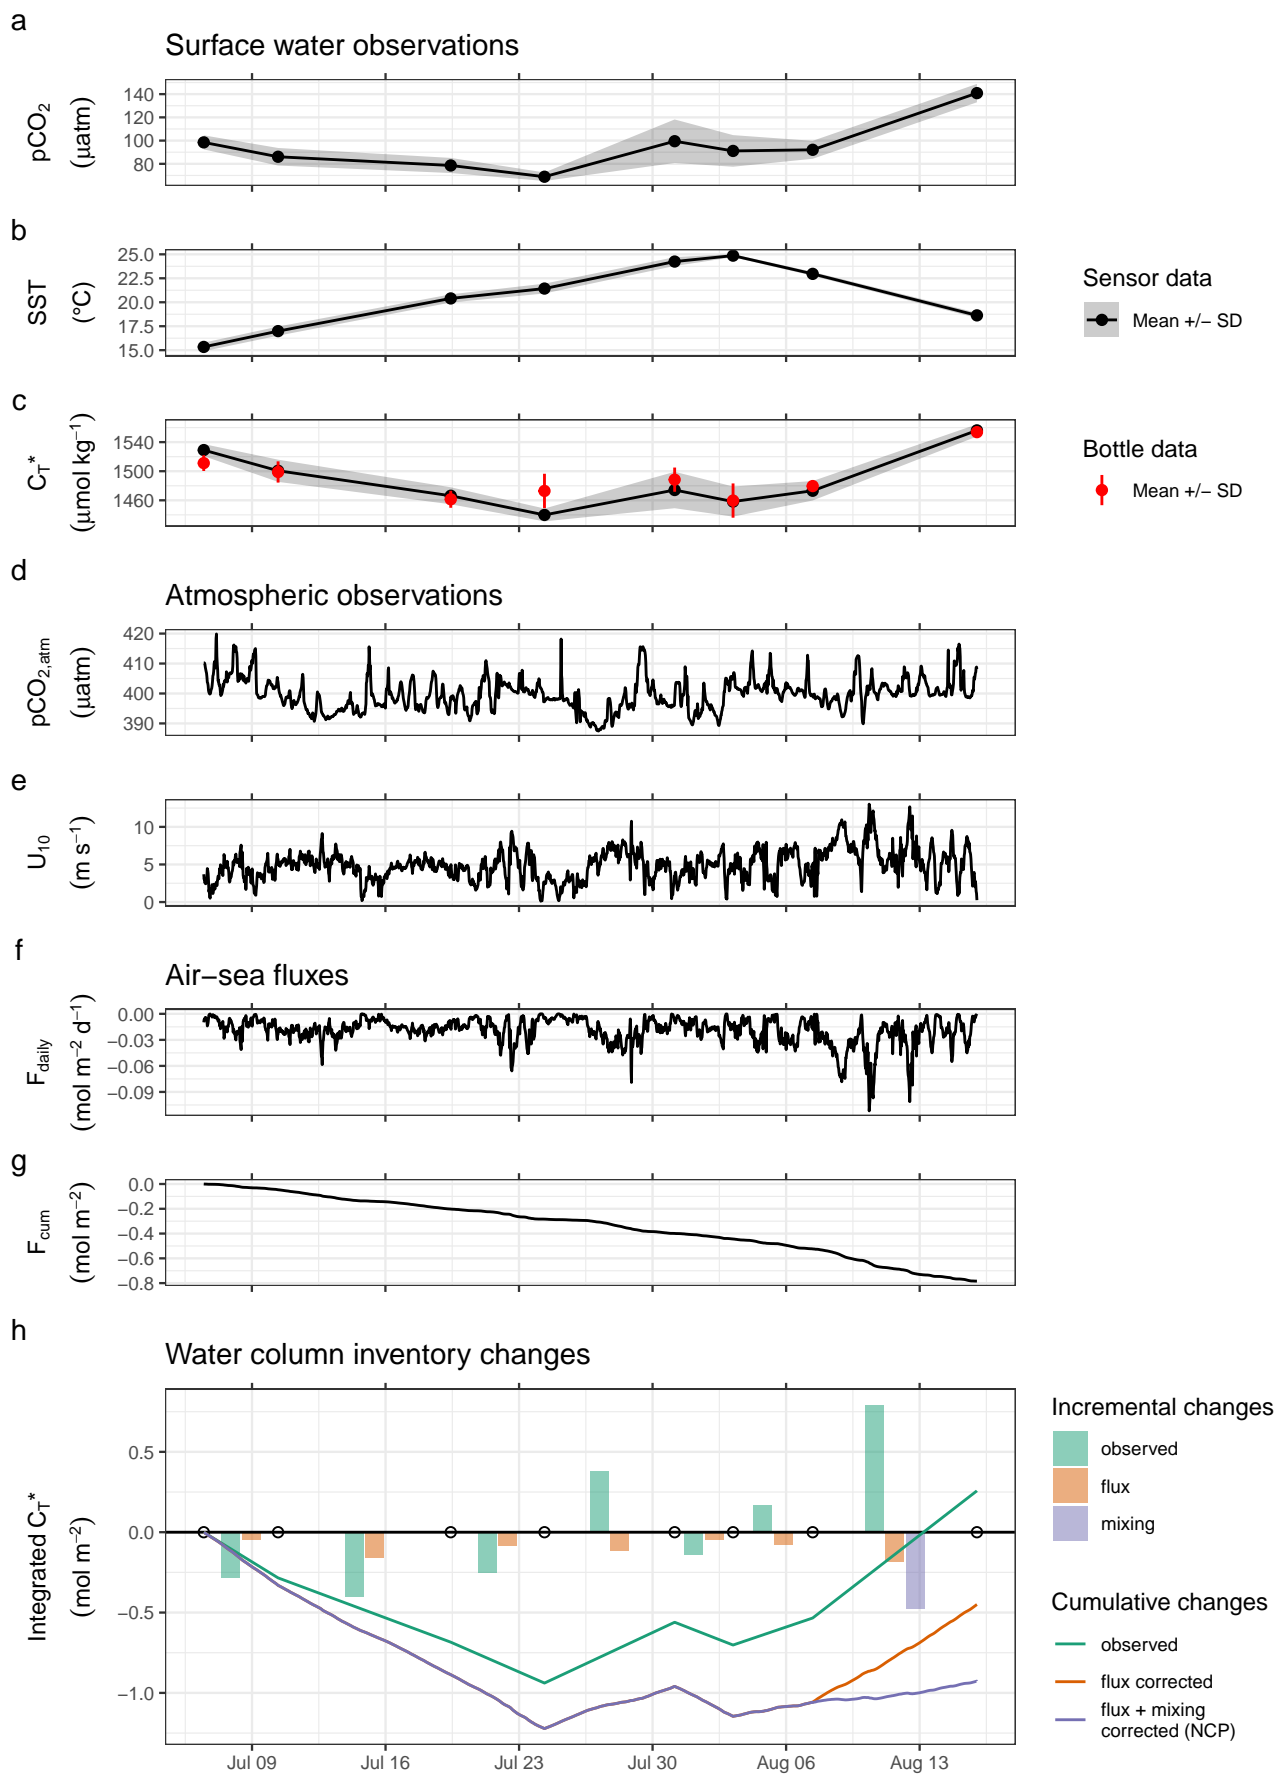 a
Surface water observations
pCO₂
(µatm)
140
120
100
80
b
SST
(°C)
25.0
22.5
20.0
17.5
15.0
Sensor data
Mean +/− SD
c
C_T*
(µmol kg⁻¹)
1540
1500
1460
Bottle data
Mean +/− SD
d
Atmospheric observations
pCO₂,atm
(µatm)
420
410
400
390
e
U₁₀
(m s⁻¹)
10
5
0
f
Air−sea fluxes
F_daily
(mol m⁻² d⁻¹)
0.00
−0.03
−0.06
−0.09
g
F_cum
(mol m⁻²)
0.0
−0.2
−0.4
−0.6
−0.8
h
Water column inventory changes
Integrated C_T*
(mol m⁻²)
0.5
0.0
−0.5
−1.0
Jul 09 Jul 16 Jul 23 Jul 30 Aug 06 Aug 13
Incremental changes
observed
flux
mixing
Cumulative changes
observed
flux corrected
flux + mixing
corrected (NCP)